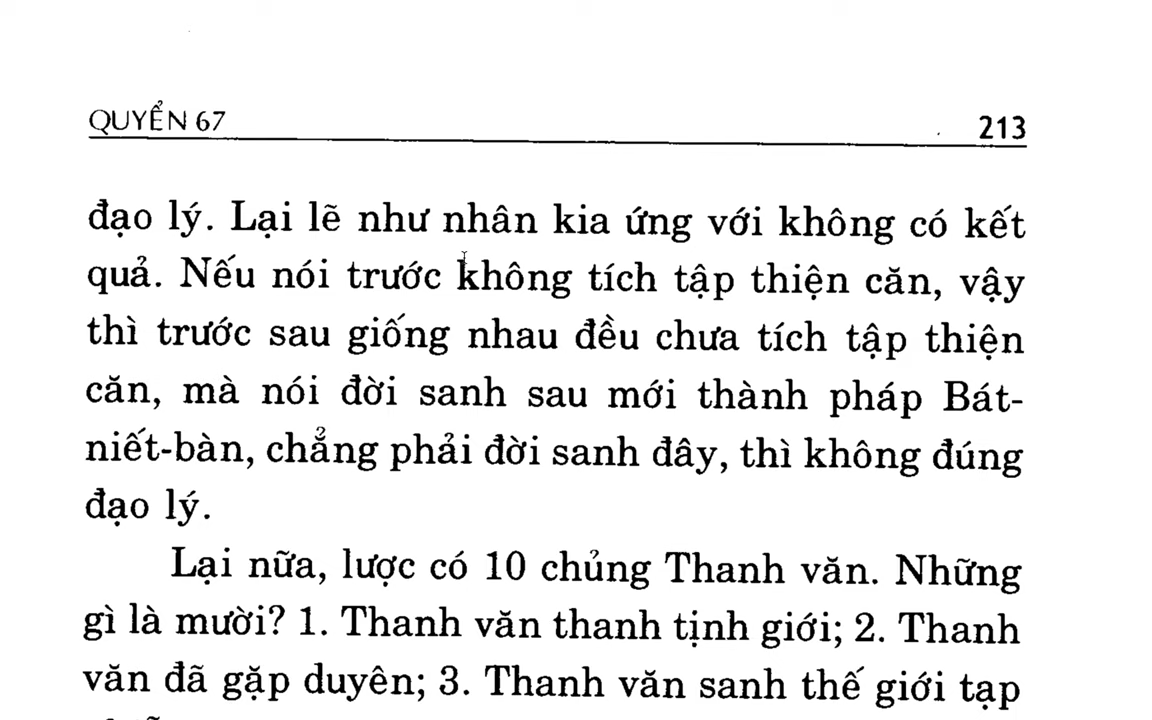 QUYỂN 67 213
đạo lý. Lại lẽ như nhân kia ứng với không có kết
quả. Nếu nói trước không tích tập thiện căn, vậy
thì trước sau giống nhau đều chưa tích tập thiện
căn, mà nói đời sanh sau mới thành pháp Bát-
niết-bàn, chẳng phải đời sanh đây, thì không đúng
đạo lý.
Lại nữa, lược có 10 chủng Thanh văn. Những
gì là mười? 1. Thanh văn thanh tịnh giới; 2. Thanh
văn đã gặp duyên; 3. Thanh văn sanh thế giới tạp